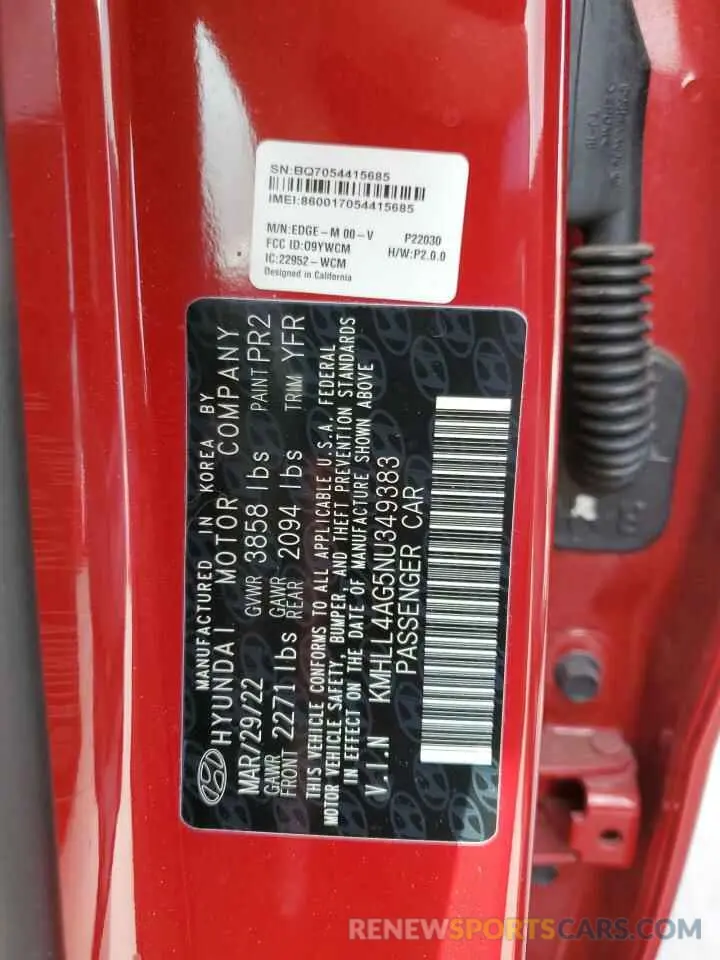 SN:BQ7054415685
IMEI:860017054415685
M/N:EDGE-M 00-V P22030
FCC ID:O9YWCM H/W:P2.0.0
IC:22952-WCM
Designed in California
MANUFACTURED IN KOREA BY
HYUNDAI MOTOR COMPANY
MAR/29/22 GVWR 3858 lbs PAINT PR2
GAWR FRONT 2271lbs GAWR REAR 2094 lbs TRIM YFR
THIS VEHICLE CONFORMS TO ALL APPLICABLE U.S.A. FEDERAL
MOTOR VEHICLE SAFETY, BUMPER, AND THEFT PREVENTION STANDARDS
IN EFFECT ON THE DATE OF MANUFACTURE SHOWN ABOVE
V.I.N KMHLL4AG5NU349383
PASSENGER CAR
RENEWSPORTSCAR.COM